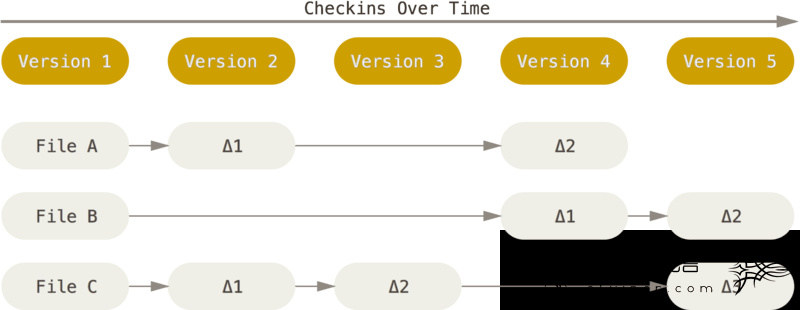 Checkins Over Time
Version 1 Version 2 Version 3 Version 4 Version 5
File A Δ1 Δ2
File B Δ1 Δ2
File C Δ1 Δ2 Δ3